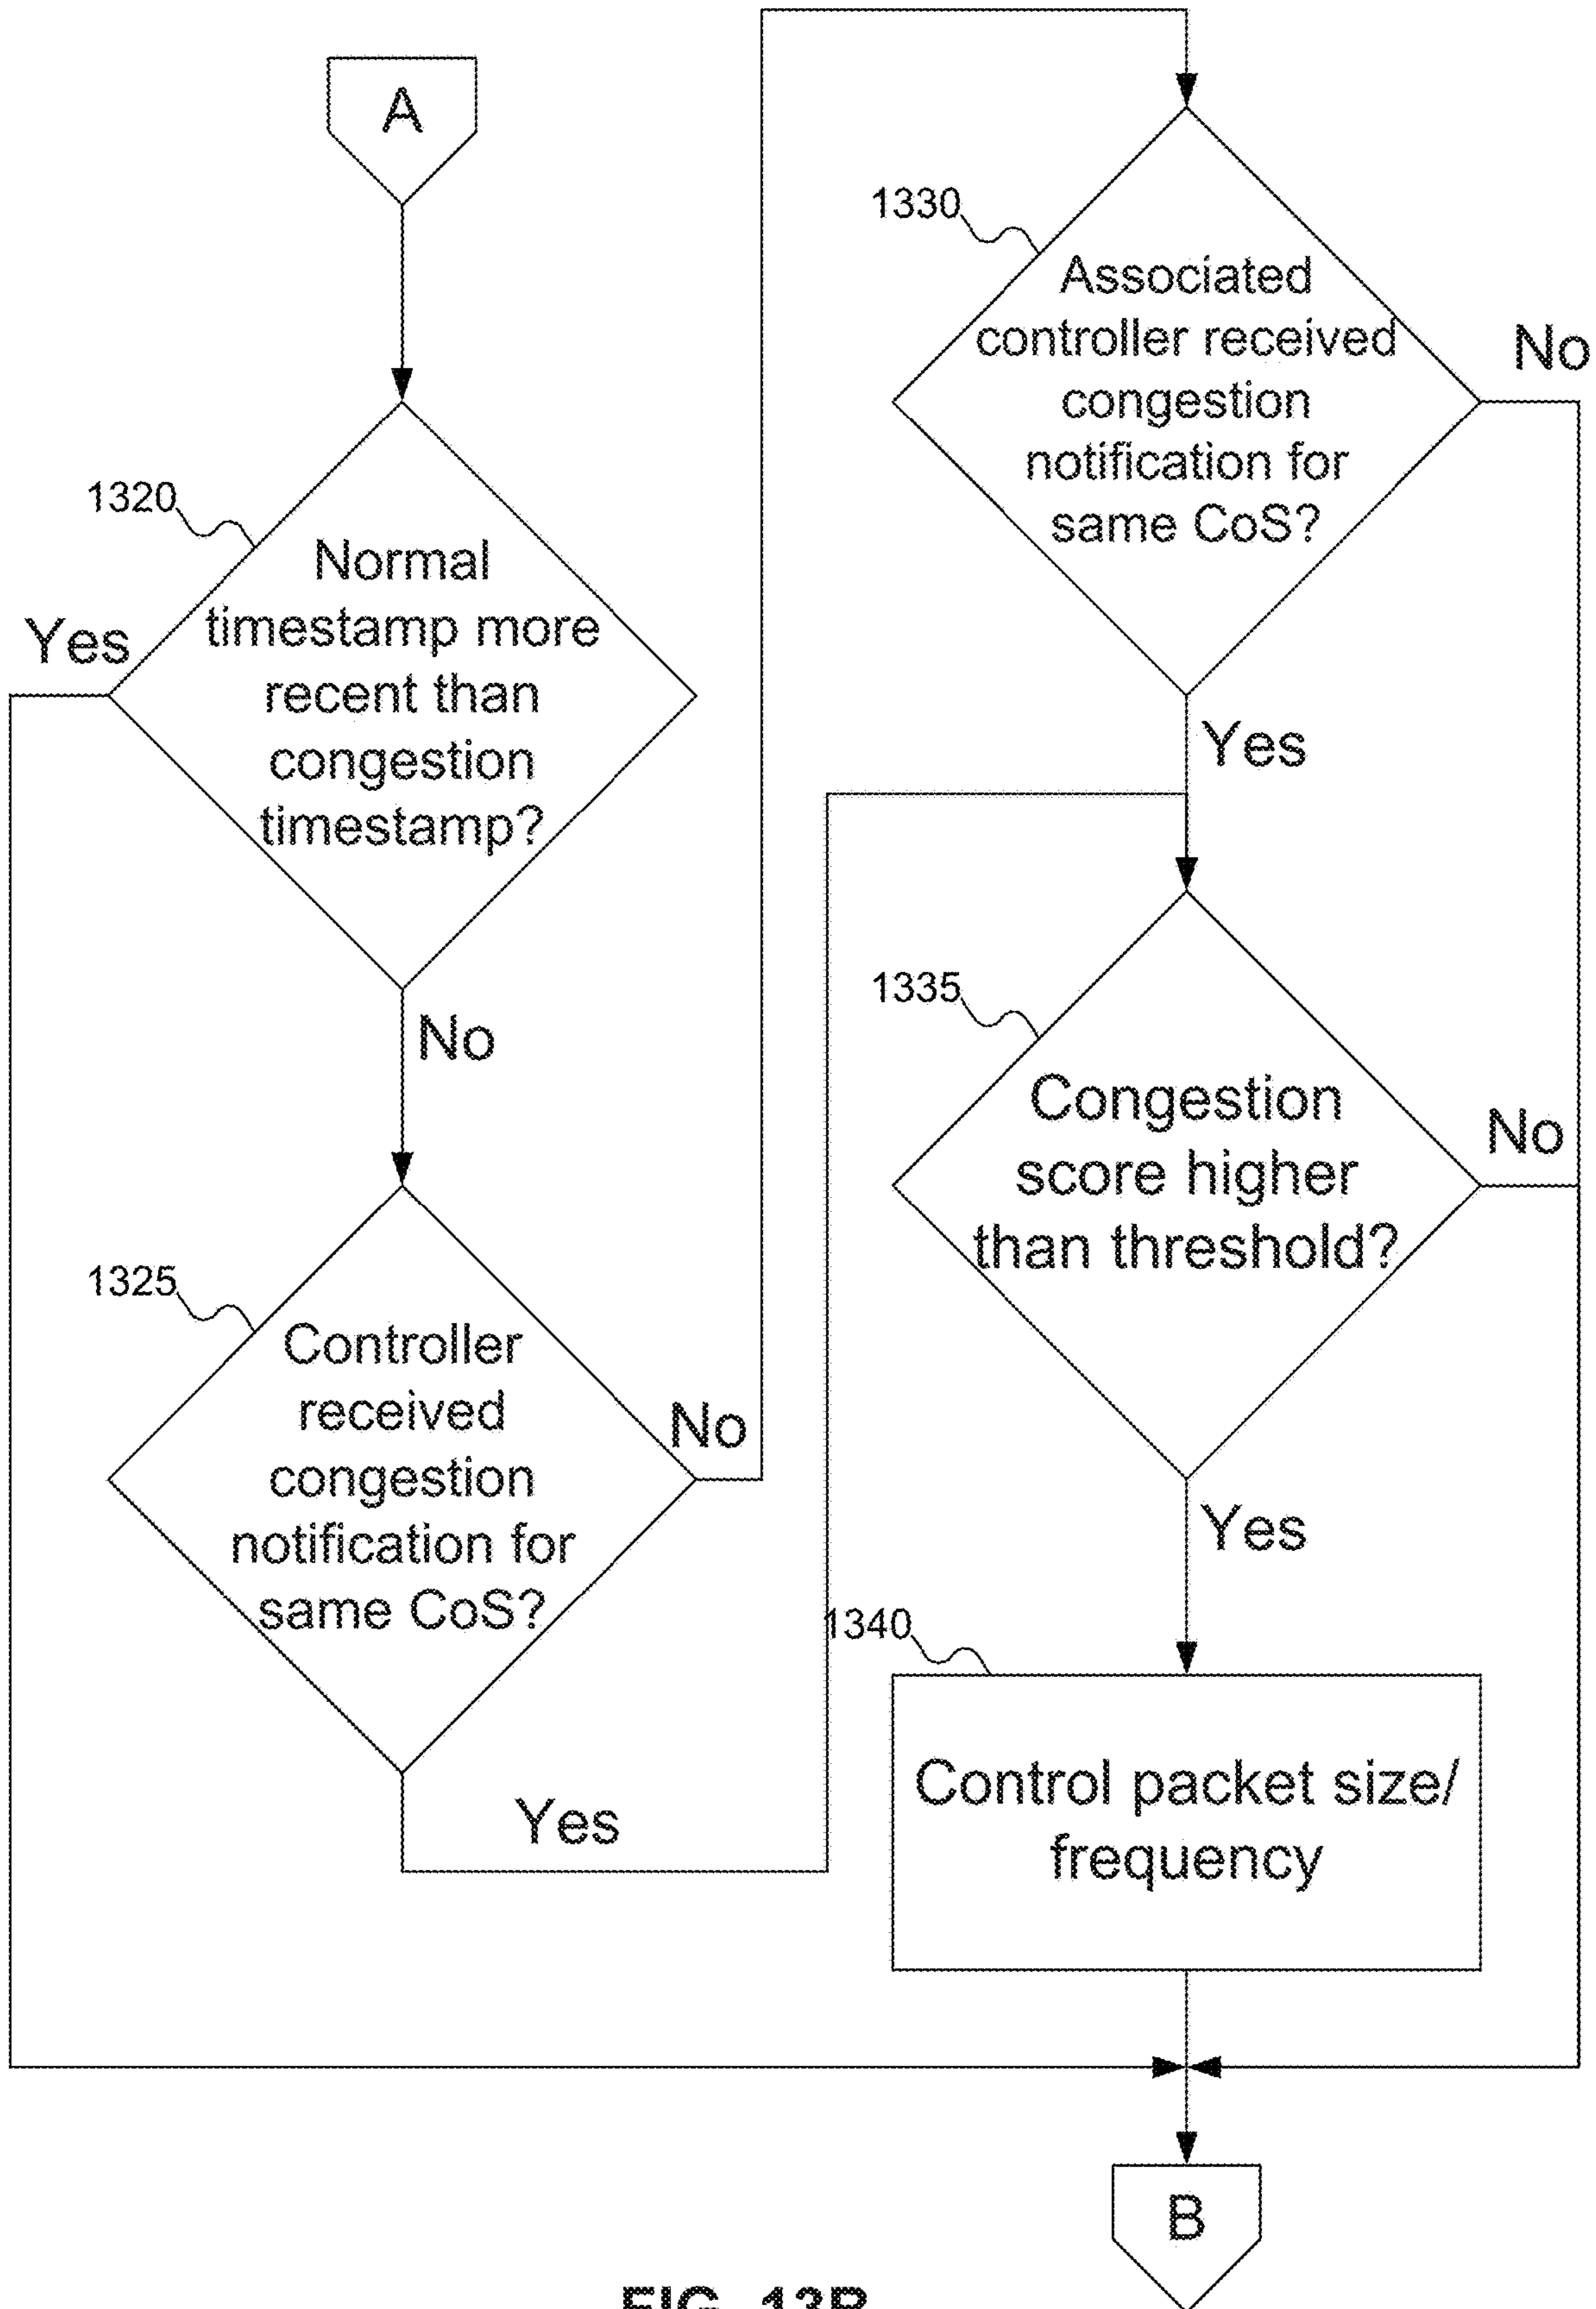 A
1320
Normal
timestamp more
recent than
congestion
timestamp?
Yes
No
1325
Controller
received
congestion
notification for
same CoS?
No
Yes
1330
Associated
controller received
congestion
notification for
same CoS?
No
Yes
1335
Congestion
score higher
than threshold?
No
Yes
1340
Control packet size/
frequency
B
FIG. 13B